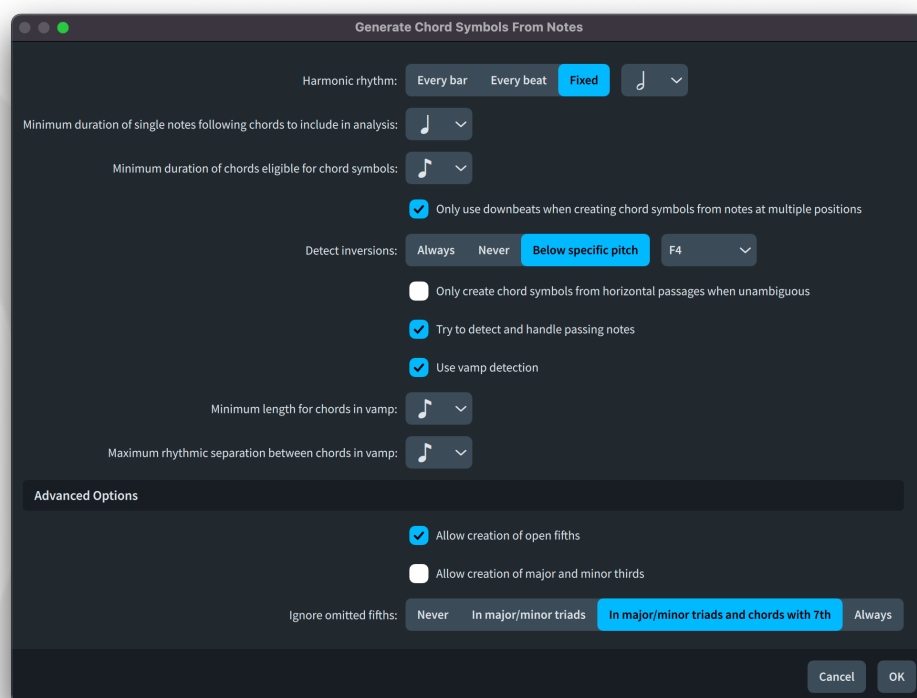 Generate Chord Symbols From Notes
Harmonic rhythm: Every bar Every beat Fixed
Minimum duration of single notes following chords to include in analysis:
Minimum duration of chords eligible for chord symbols:
Only use downbeats when creating chord symbols from notes at multiple positions
Detect inversions: Always Never Below specific pitch F4
Only create chord symbols from horizontal passages when unambiguous
Try to detect and handle passing notes
Use vamp detection
Minimum length for chords in vamp:
Maximum rhythmic separation between chords in vamp:
Advanced Options
Allow creation of open fifths
Allow creation of major and minor thirds
Ignore omitted fifths: Never In major/minor triads In major/minor triads and chords with 7th Always
Cancel OK